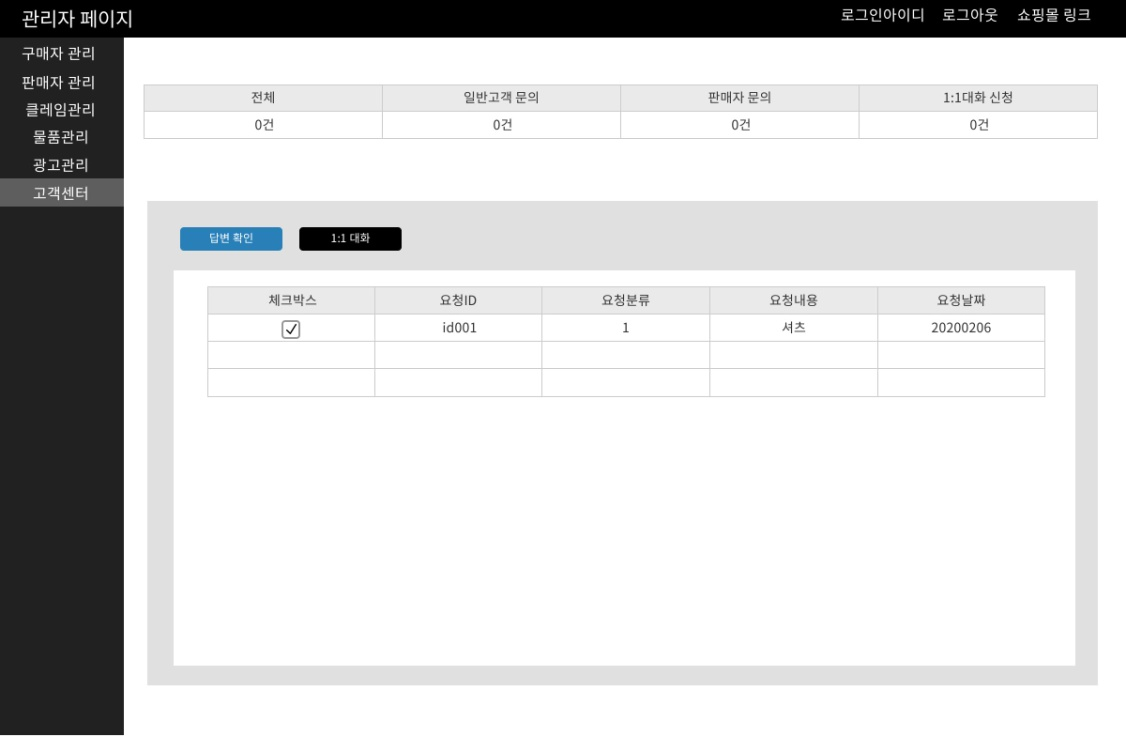 관리자 페이지
로그인아이디 로그아웃 쇼핑몰 링크
구매자 관리
판매자 관리
클레임관리
물품관리
광고관리
고객센터
전체 일반고객 문의 판매자 문의 1:1대화 신청
0건 0건 0건 0건
답변 확인 1:1 대화
체크박스 요청ID 요청분류 요청내용 요청날짜
id001 1 셔츠 20200206